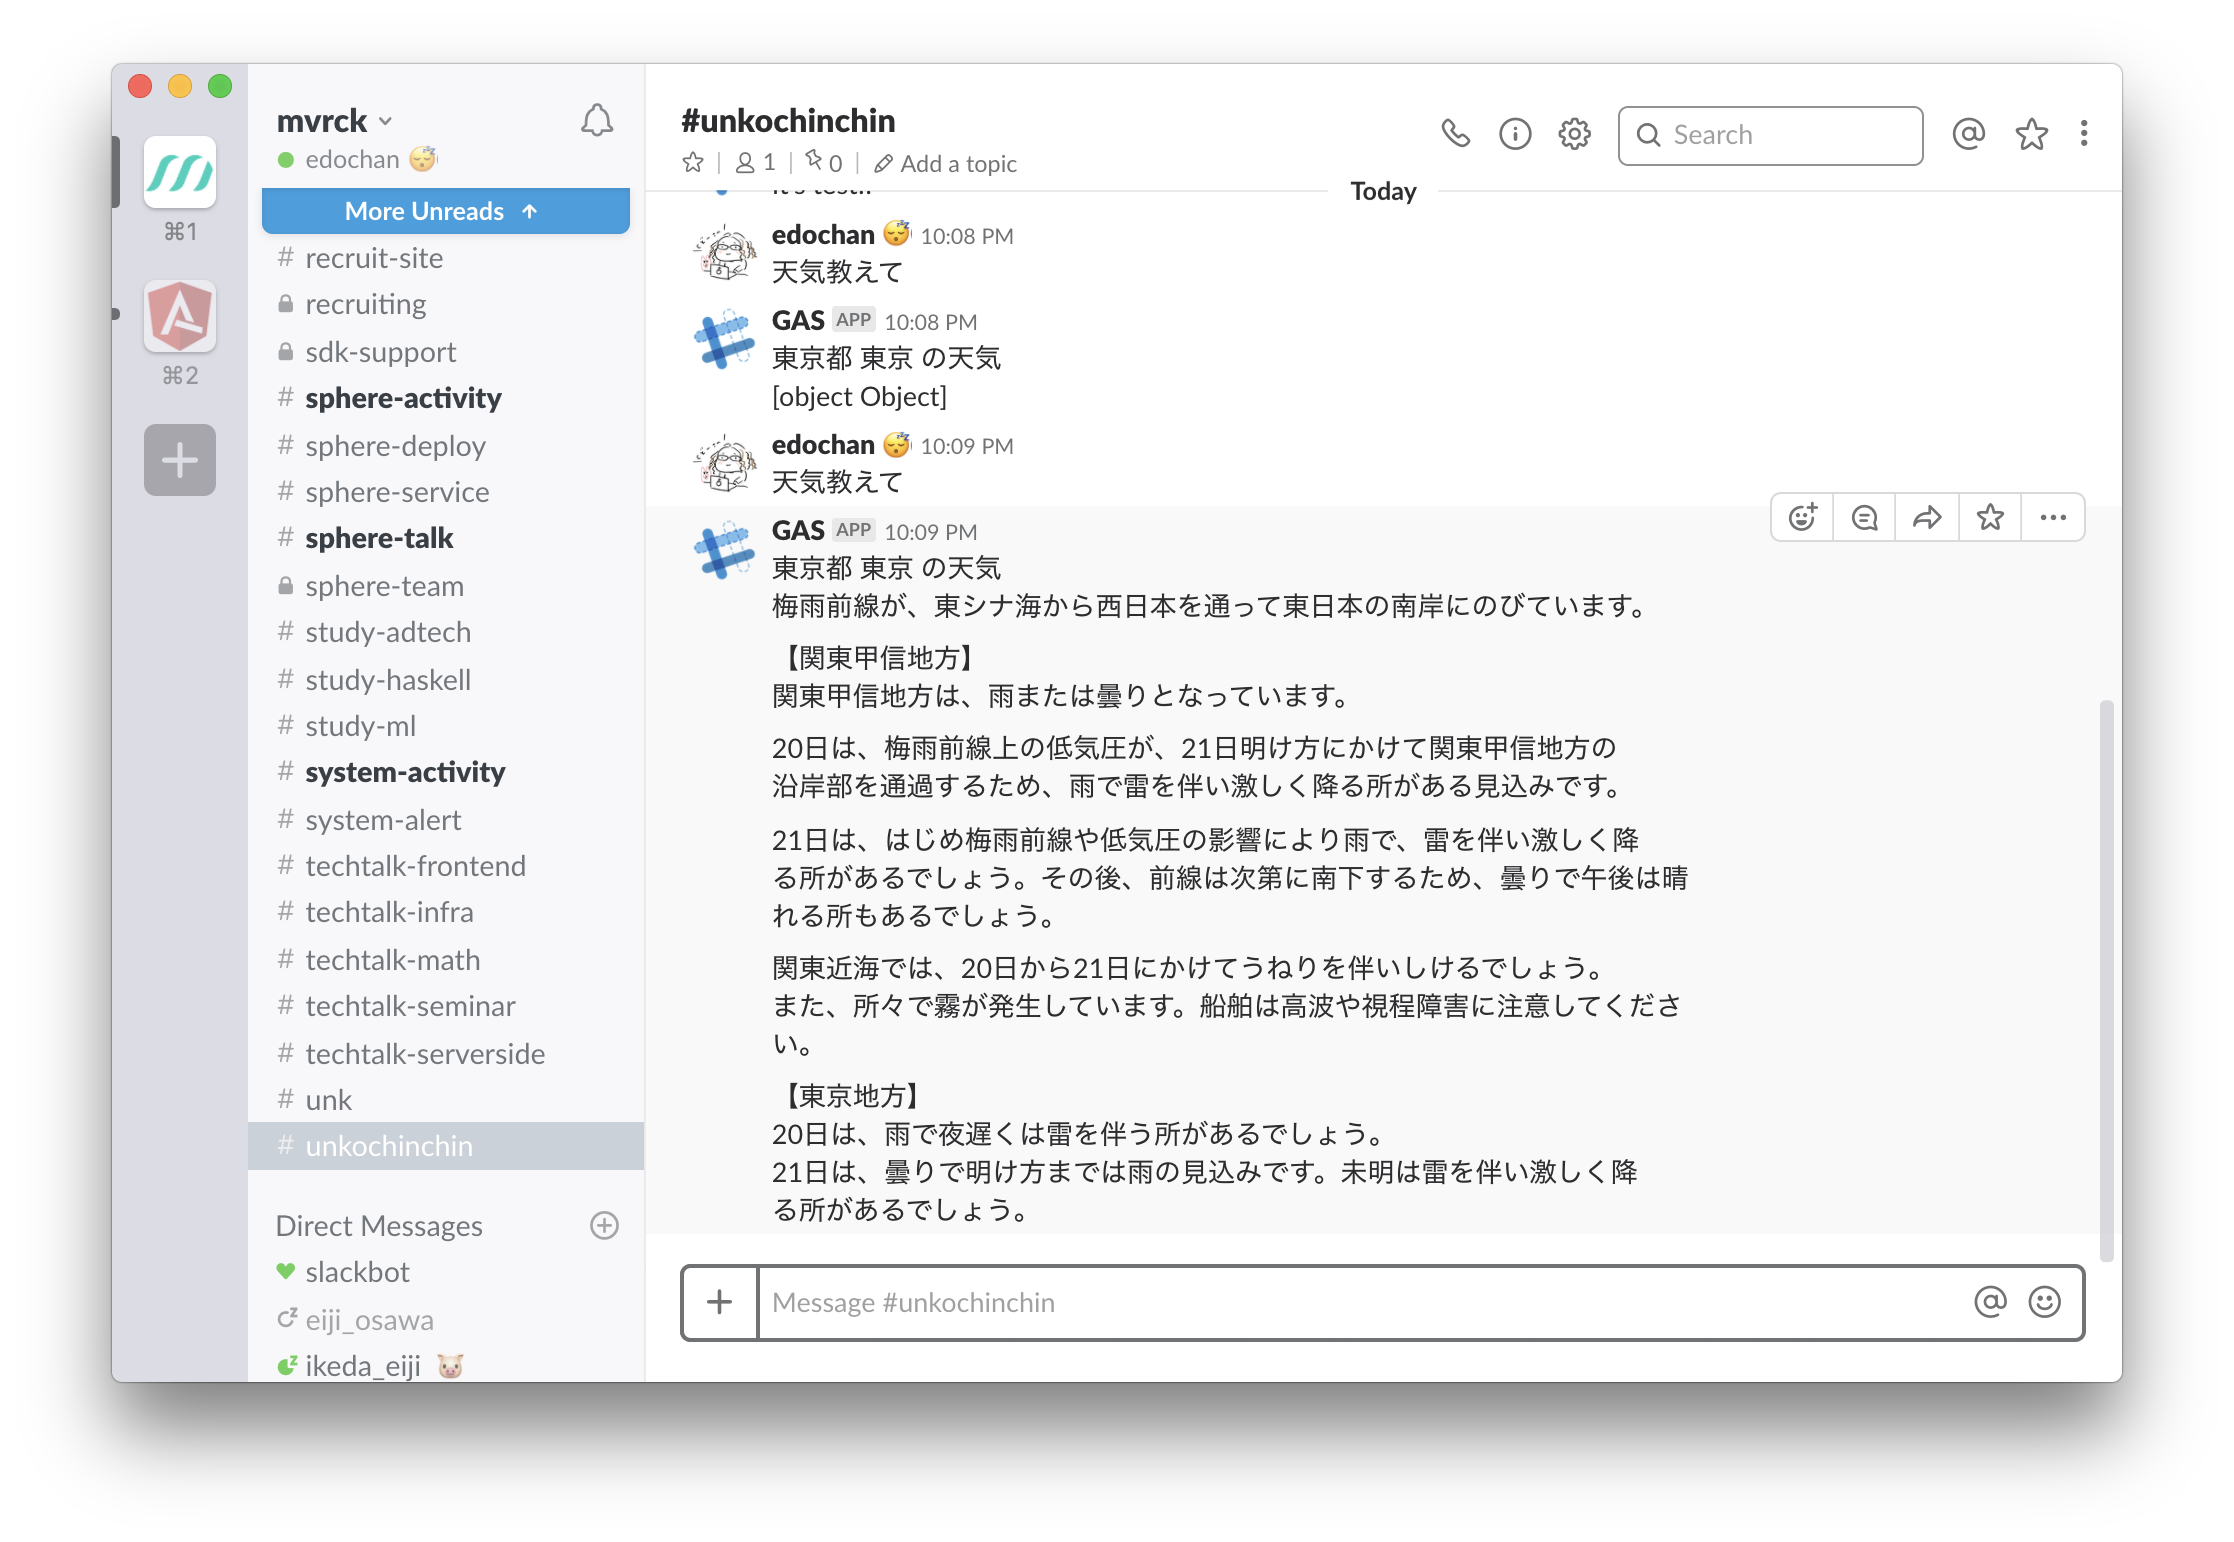 ⌘1
⌘2
mvrck
edochan
More Unreads ↑
# recruit-site
recruiting
sdk-support
# sphere-activity
# sphere-deploy
# sphere-service
# sphere-talk
sphere-team
# study-adtech
# study-haskell
# study-ml
# system-activity
# system-alert
# techtalk-frontend
# techtalk-infra
# techtalk-math
# techtalk-seminar
# techtalk-serverside
# unk
# unkochinchin
Direct Messages
slackbot
eiji_osawa
ikeda_eiji
#unkochinchin
1 | 0 | Add a topic
Search
Today
It's test..
edochan 10:08 PM
天気教えて
GAS APP 10:08 PM
東京都 東京 の天気
[object Object]
edochan 10:09 PM
天気教えて
GAS APP 10:09 PM
東京都 東京 の天気
梅雨前線が、東シナ海から西日本を通って東日本の南岸にのびています。
【関東甲信地方】
関東甲信地方は、雨または曇りとなっています。
20日は、梅雨前線上の低気圧が、21日明け方にかけて関東甲信地方の
沿岸部を通過するため、雨で雷を伴い激しく降る所がある見込みです。
21日は、はじめ梅雨前線や低気圧の影響により雨で、雷を伴い激しく降
る所があるでしょう。その後、前線は次第に南下するため、曇りで午後は晴
れる所もあるでしょう。
関東近海では、20日から21日にかけてうねりを伴いしけるでしょう。
また、所々で霧が発生しています。船舶は高波や視程障害に注意してくださ
い。
【東京地方】
20日は、雨で夜遅くは雷を伴う所があるでしょう。
21日は、曇りで明け方までは雨の見込みです。未明は雷を伴い激しく降
る所があるでしょう。
Message #unkochinchin